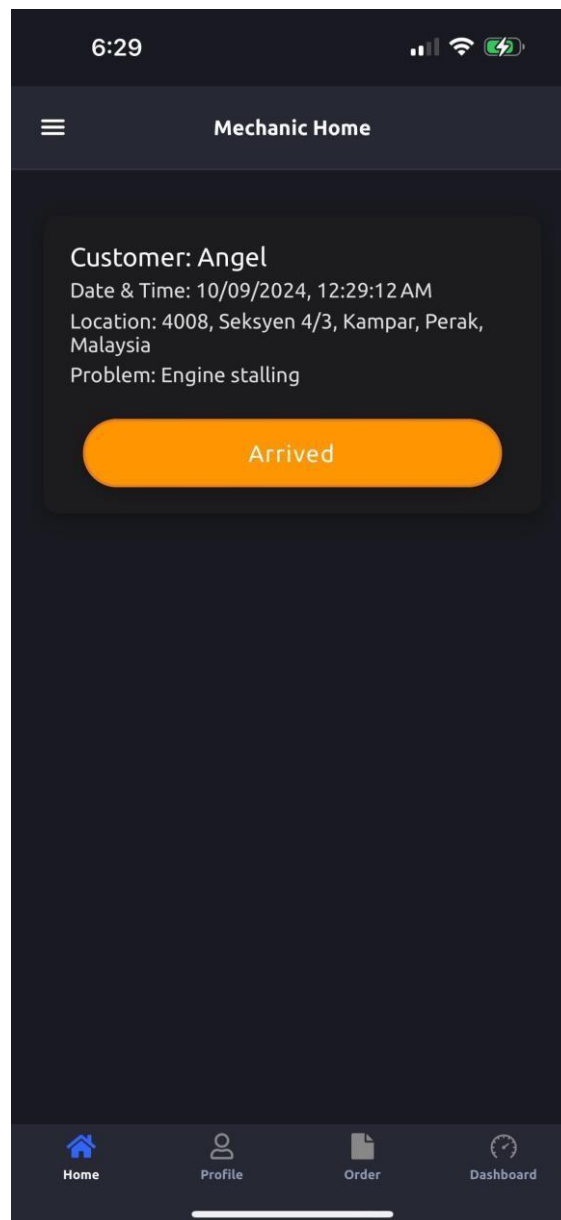 6:29
Mechanic Home
Customer: Angel
Date & Time: 10/09/2024, 12:29:12 AM
Location: 4008, Seksyen 4/3, Kampar, Perak,
Malaysia
Problem: Engine stalling
Arrived
Home Profile Order Dashboard